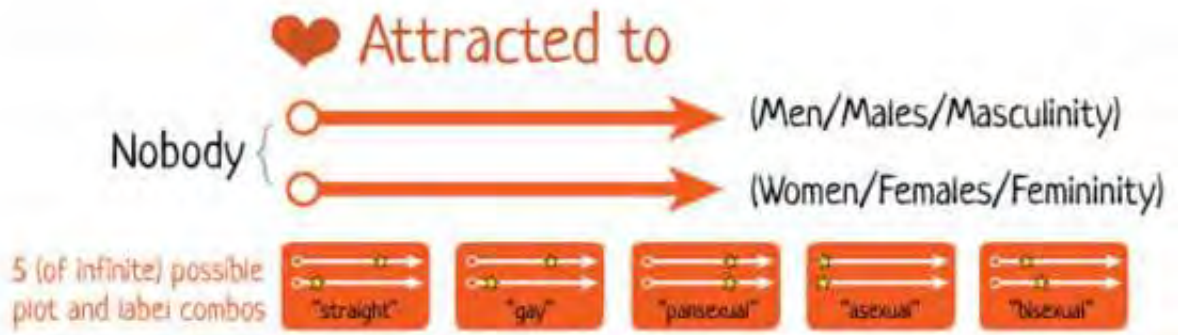 Attracted to
(Men/Males/Masculinity)
Nobody
(Women/Females/Femininity)
5 (of infinite) possible
plot and label combos
"straight"
"gay"
"pansexual"
"asexual"
"bisexual"